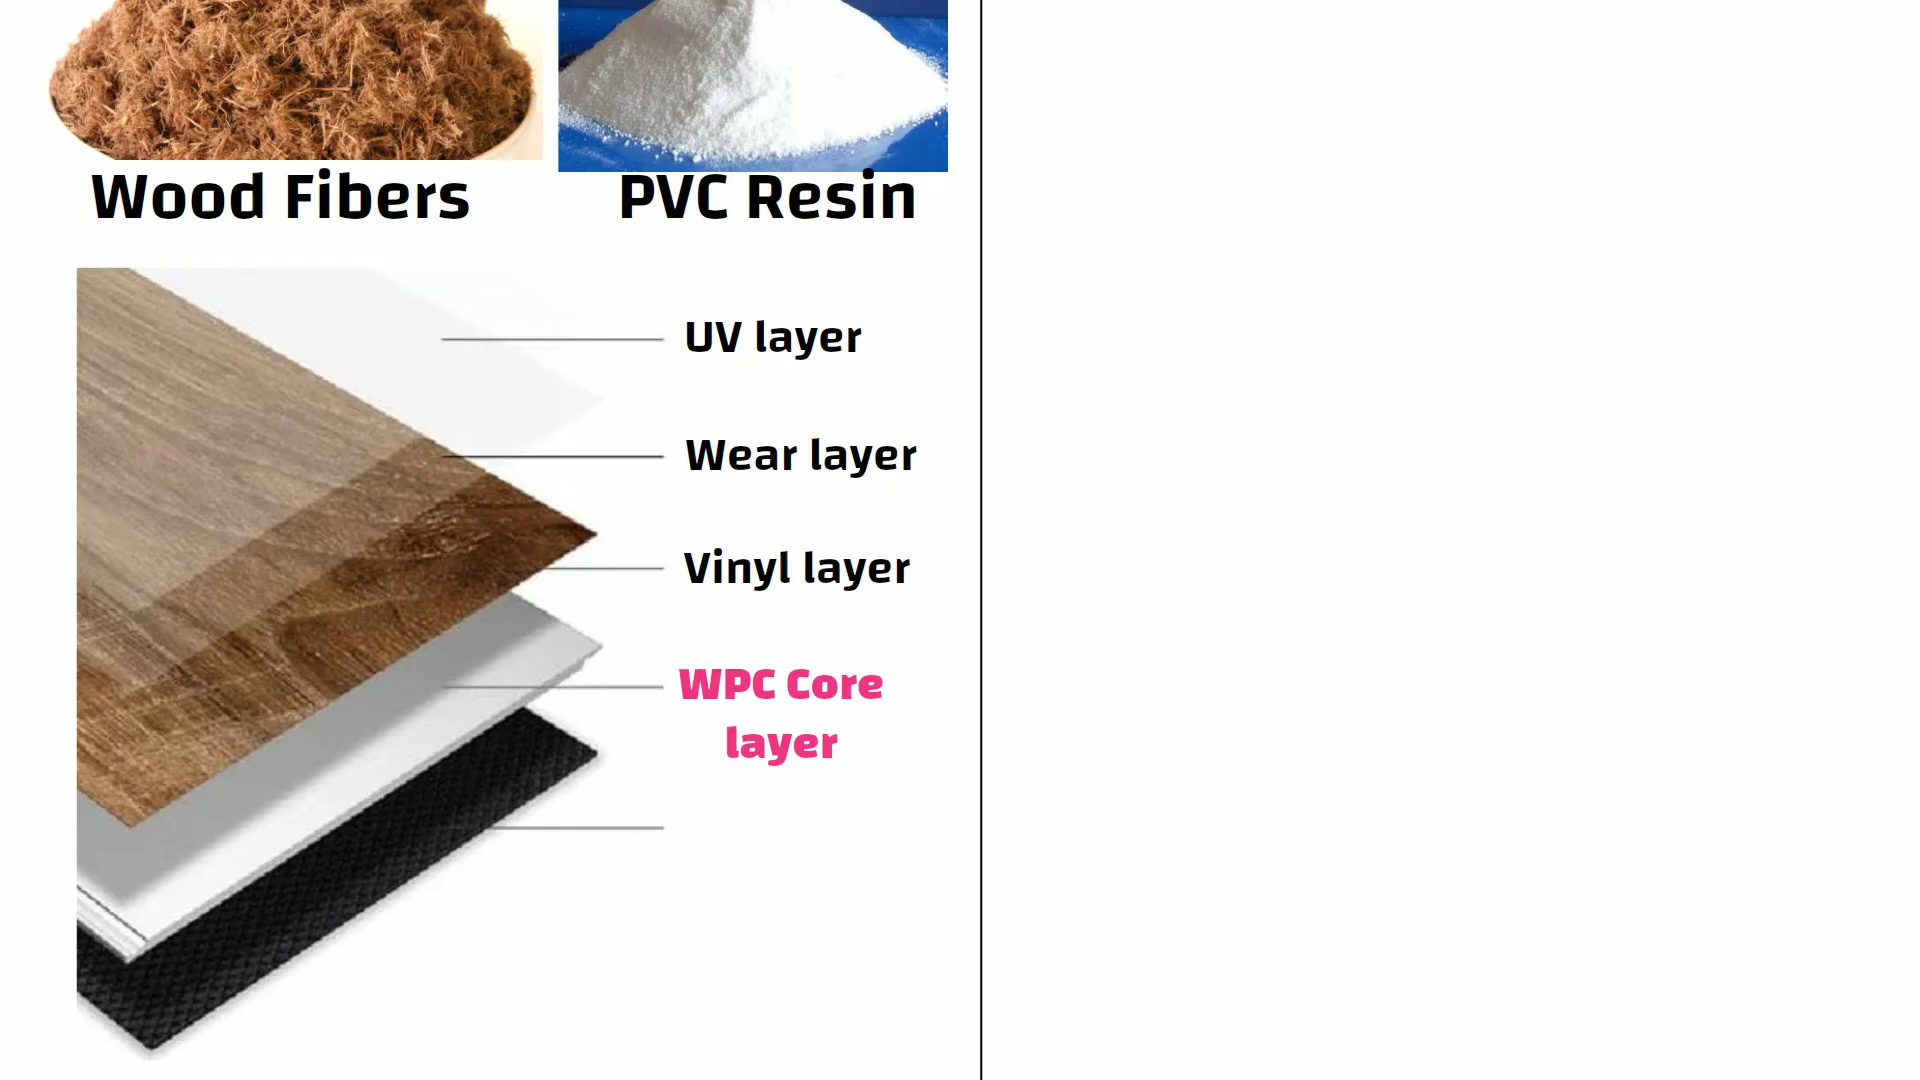 Wood Fibers
PVC Resin
UV layer
Wear layer
Vinyl layer
WPC Core
layer